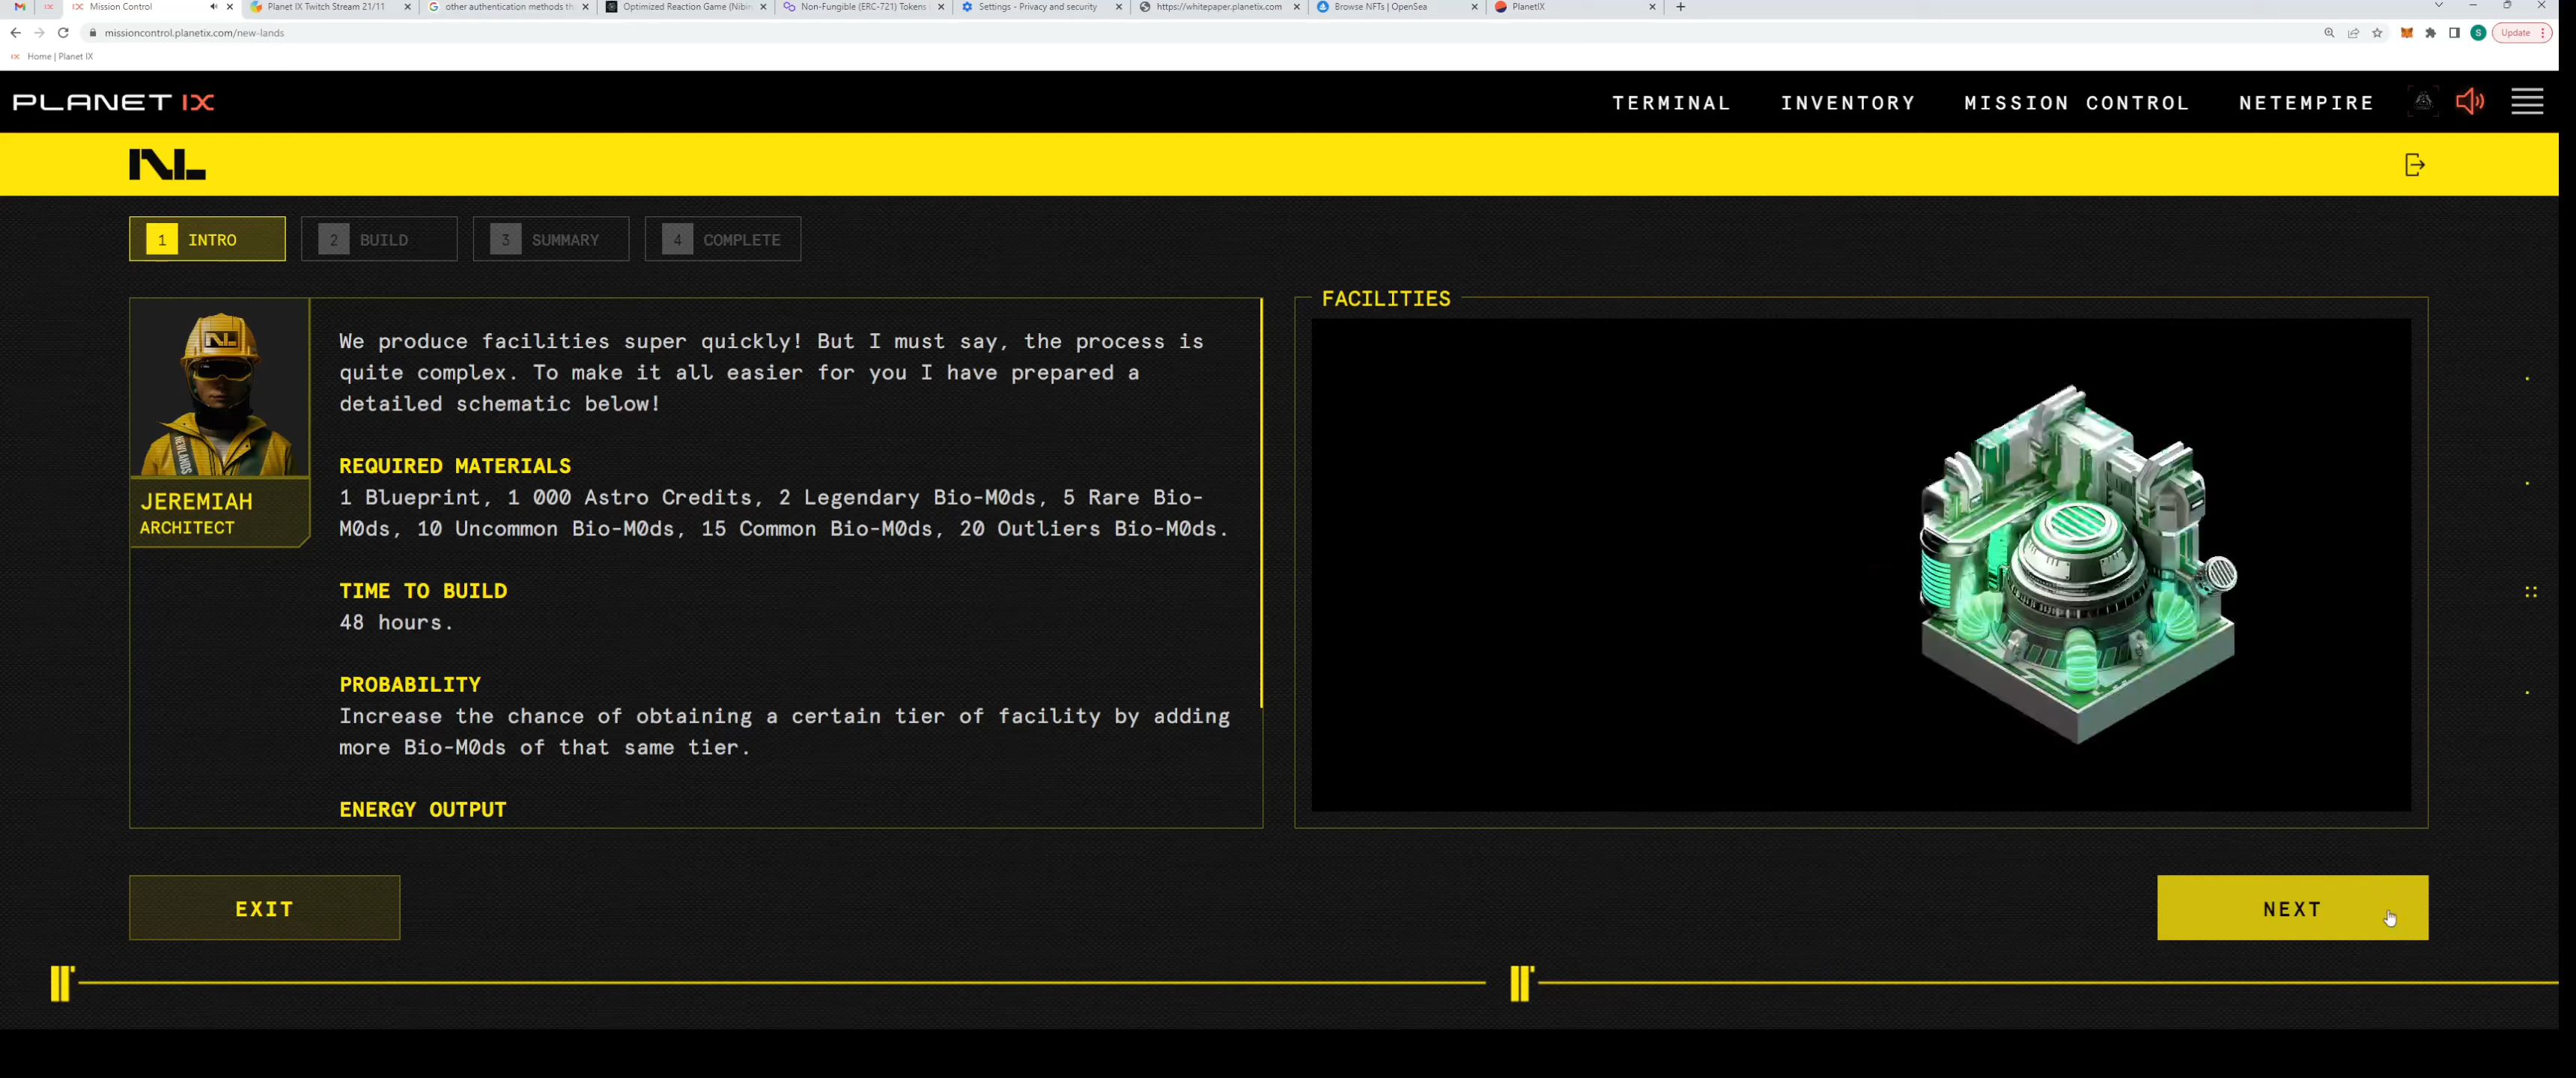 Mission Control
Planet IX Twitch Stream 21/11
other authentication methods th
Optimized Reaction Game (Nibin
Non-Fungible (ERC-721) Tokens
Settings - Privacy and security
https://whitepaper.planetix.com
Browse NFTs | OpenSea
PlanetIX
missioncontrol.planetix.com/new-lands
S
Update
IX Home | Planet IX
PLANET IX
TERMINAL
INVENTORY
MISSION CONTROL
NETEMPIRE
NL
1 INTRO
2 BUILD
3 SUMMARY
4 COMPLETE
NL
NEWLANDS
JEREMIAH
ARCHITECT
We produce facilities super quickly! But I must say, the process is
quite complex. To make it all easier for you I have prepared a
detailed schematic below!
REQUIRED MATERIALS
1 Blueprint, 1 000 Astro Credits, 2 Legendary Bio-M0ds, 5 Rare Bio-
M0ds, 10 Uncommon Bio-M0ds, 15 Common Bio-M0ds, 20 Outliers Bio-M0ds.
TIME TO BUILD
48 hours.
PROBABILITY
Increase the chance of obtaining a certain tier of facility by adding
more Bio-M0ds of that same tier.
ENERGY OUTPUT
FACILITIES
EXIT
NEXT